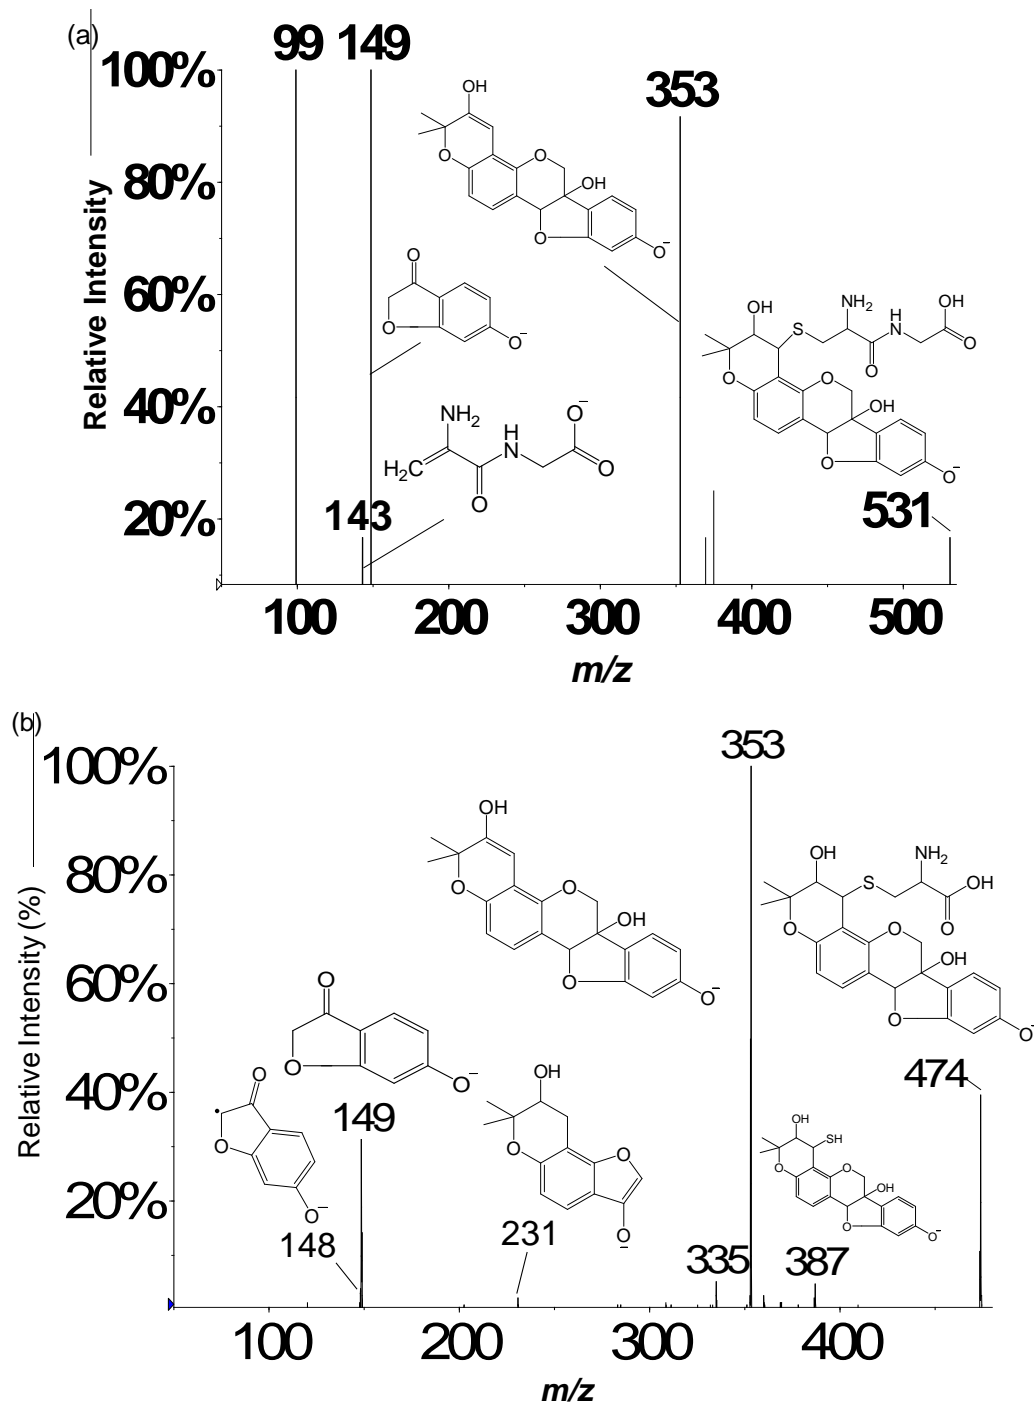 (a)
99 149
100%
353
80%
60%
40%
20%
Relative Intensity
OH
O
O
OH
O
O⁻
O
O
O⁻
NH₂
H₂C
O
H
N
O⁻
O
143
OH
S
NH₂
O
H
N
OH
O
O
O
OH
O
O⁻
531
100 200 300 400 500
m/z
(b)
353
100%
80%
60%
40%
20%
Relative Intensity (%)
OH
O
O
OH
O
O⁻
OH
S
NH₂
OH
O
O
O
OH
O
O⁻
474
O
O
O⁻
149
O
•
O
O⁻
148
OH
O
O
O⁻
231
335
OH
SH
O
O
OH
O
O⁻
387
100 200 300 400
m/z